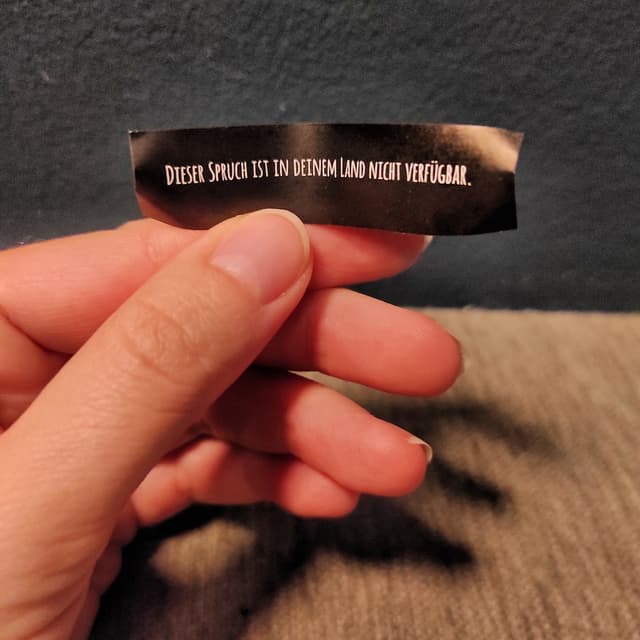 Dieser Spruch ist in deinem Land nicht verfügbar.